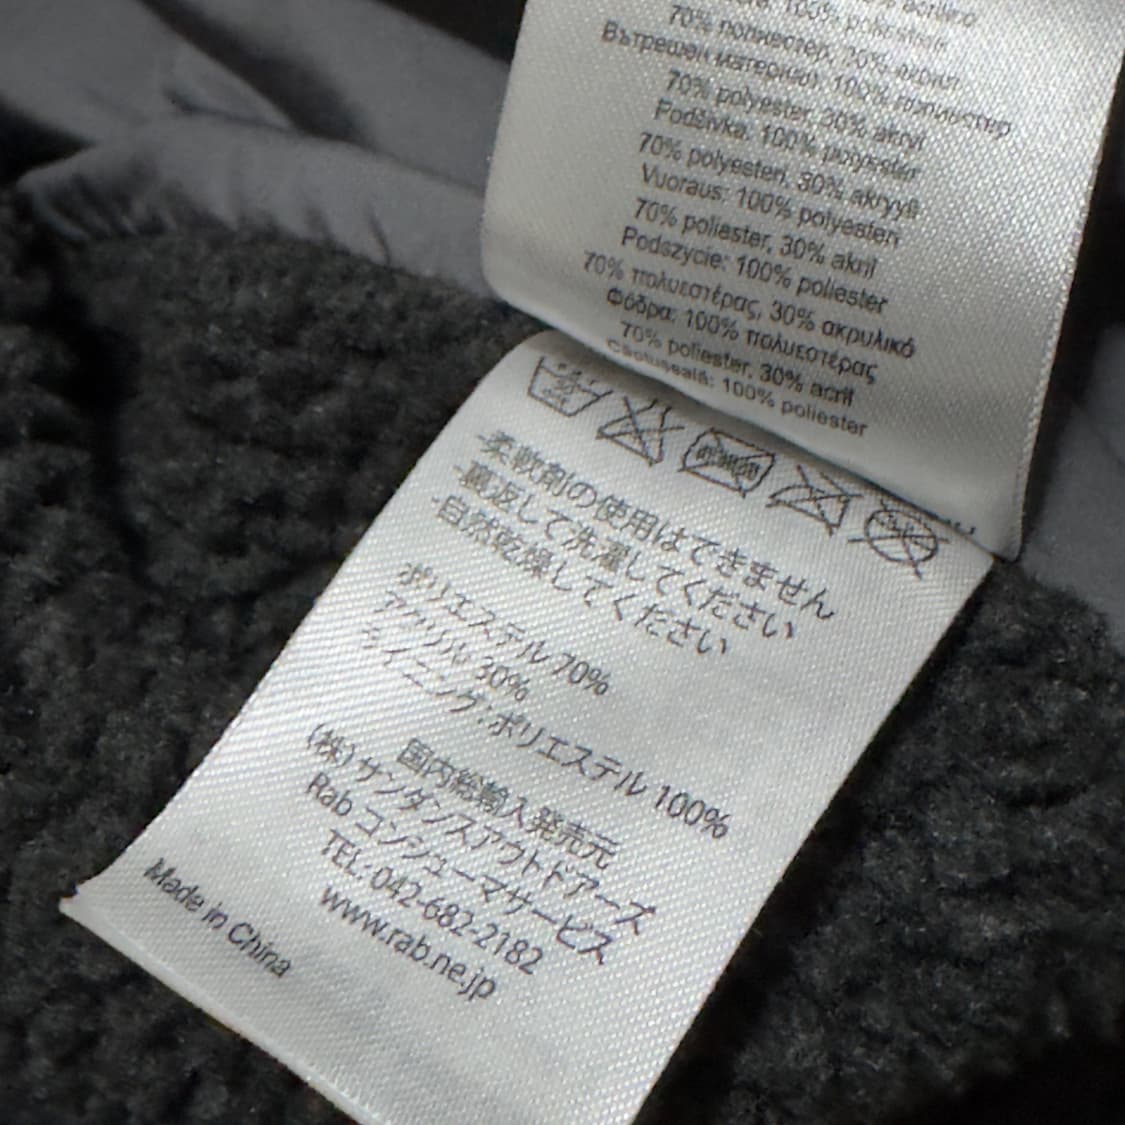 70% полиестер, 30% акрил
Вътрешен материал: 100% полиестер
70% polyester, 30% akryl
Podšívka: 100% polyester
70% polyesteri, 30% akryyli
Vuoraus: 100% polyesteri
70% poliester, 30% akril
Podszycie: 100% poliester
70% πολυεστέρας, 30% ακρυλικό
Φόδρα: 100% πολυεστέρας
70% poliester, 30% acril
Căptuseală: 100% poliester
-柔軟剤の使用はできません
-裏返して洗濯してください
-自然乾燥してください
ポリエステル 70%
アクリル 30%
ライニング:ポリエステル 100%
国内総輸入発売元
(株)サンダンスアウトドアーズ
Rab コンシューマサービス
TEL: 042-682-2182
www.rab.ne.jp
Made in China